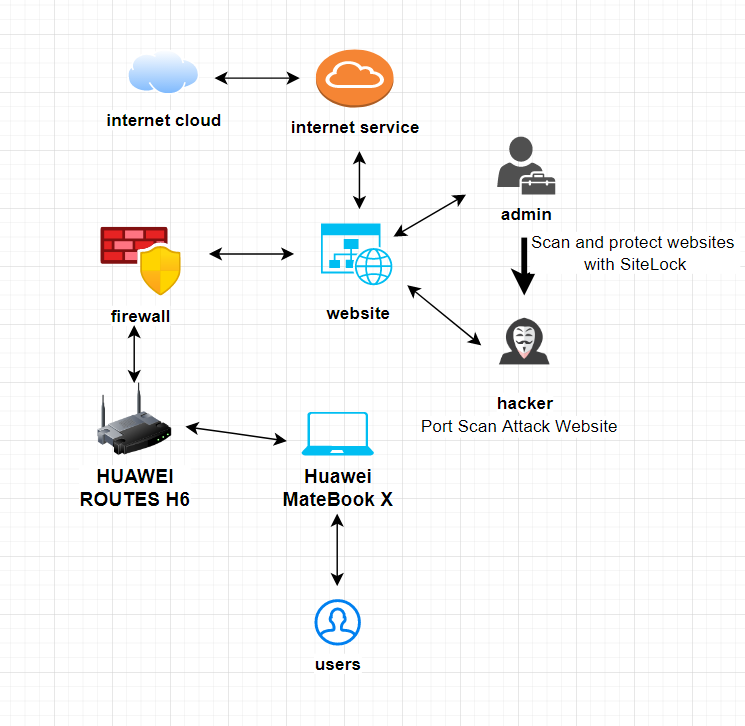 internet cloud
internet service
admin
Scan and protect websites
with SiteLock
firewall
website
hacker
Port Scan Attack Website
HUAWEI
ROUTES H6
Huawei
MateBook X
users